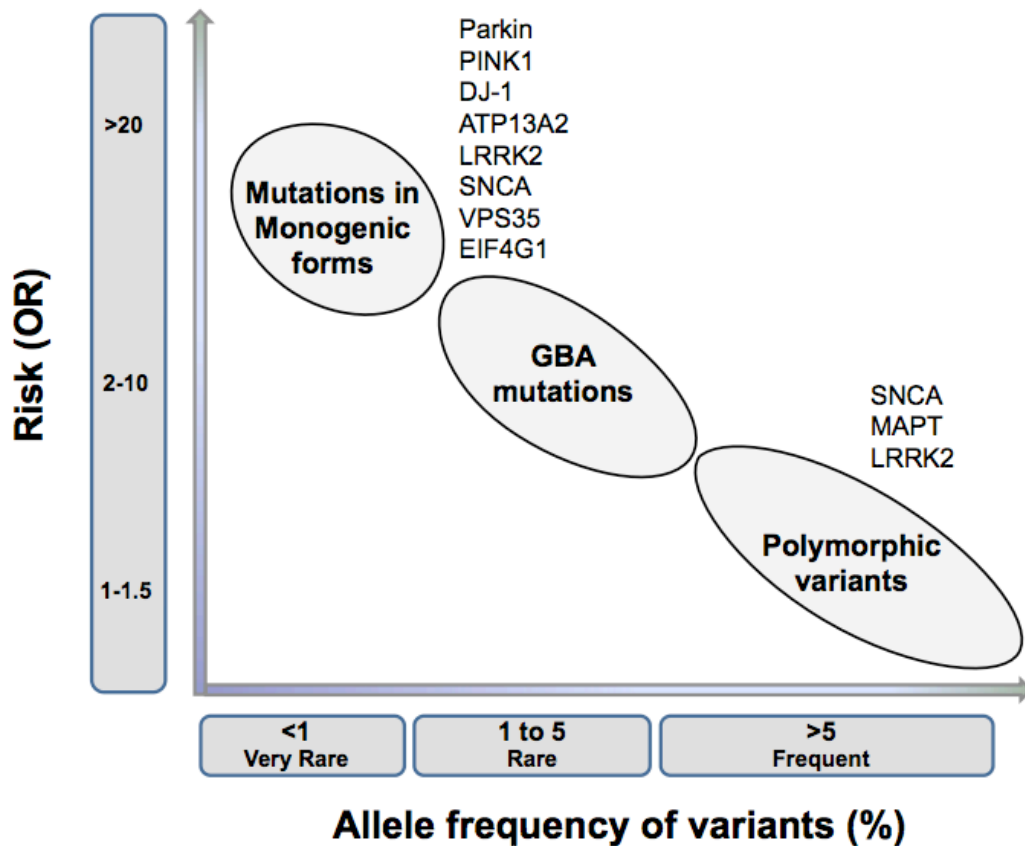 Risk (OR)
>20
2-10
1-1.5
Mutations in
Monogenic
forms
Parkin
PINK1
DJ-1
ATP13A2
LRRK2
SNCA
VPS35
EIF4G1
GBA
mutations
SNCA
MAPT
LRRK2
Polymorphic
variants
<1
Very Rare
1 to 5
Rare
>5
Frequent
Allele frequency of variants (%)